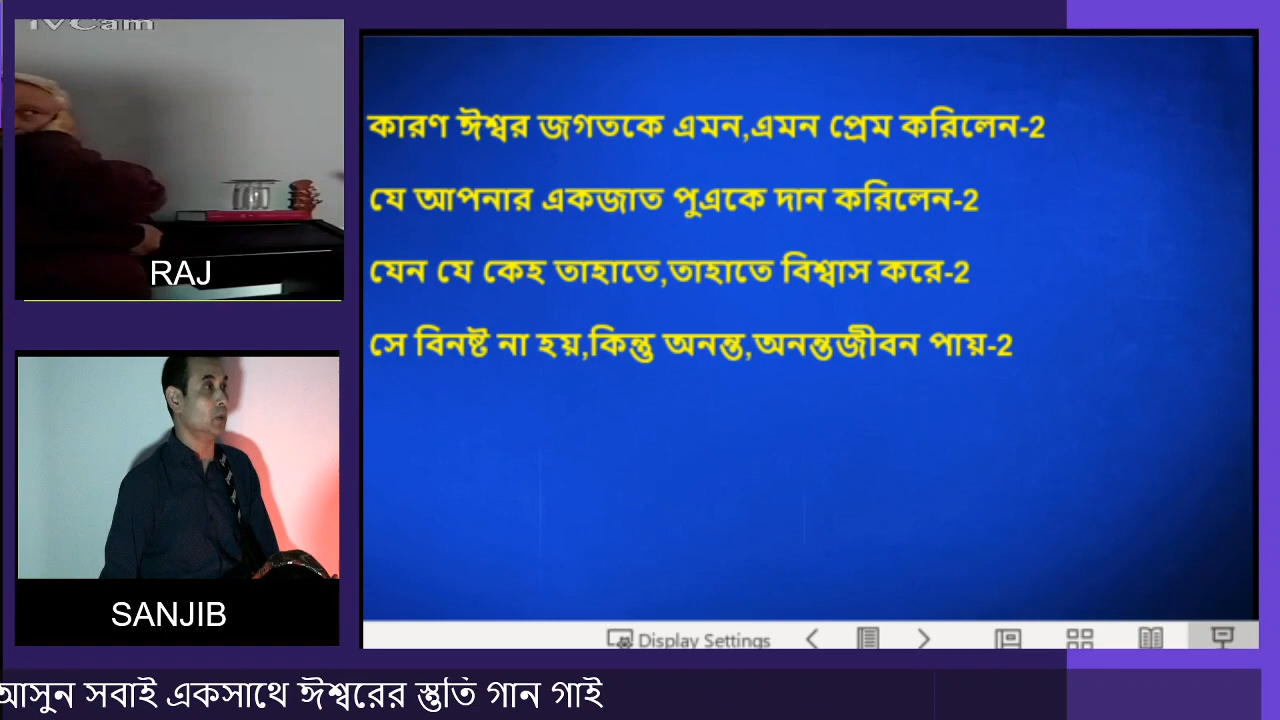 iVCam
RAJ
SANJIB
কারণ ঈশ্বর জগতকে এমন,এমন প্রেম করিলেন-2
যে আপনার একজাত পুএকে দান করিলেন-2
যেন যে কেহ তাহাতে,তাহাতে বিশ্বাস করে-2
সে বিনষ্ট না হয়,কিন্তু অনন্ত,অনন্তজীবন পায়-2
Display Settings
আসুন সবাই একসাথে ঈশ্বরের স্তুতি গান গাই